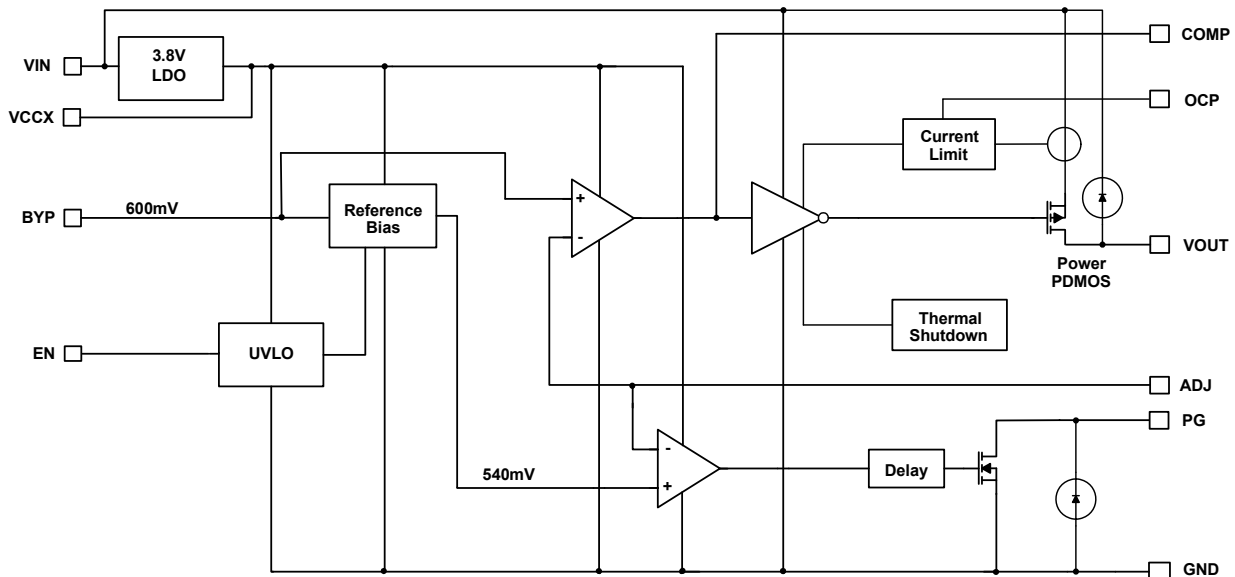 COMP
VIN
3.8V
LDO
OCP
VCCX
Current
Limit
BYP
600mV
Reference
Bias
+
-
VOUT
Power
PDMOS
Thermal
Shutdown
EN
UVLO
ADJ
PG
-
+
540mV
Delay
GND